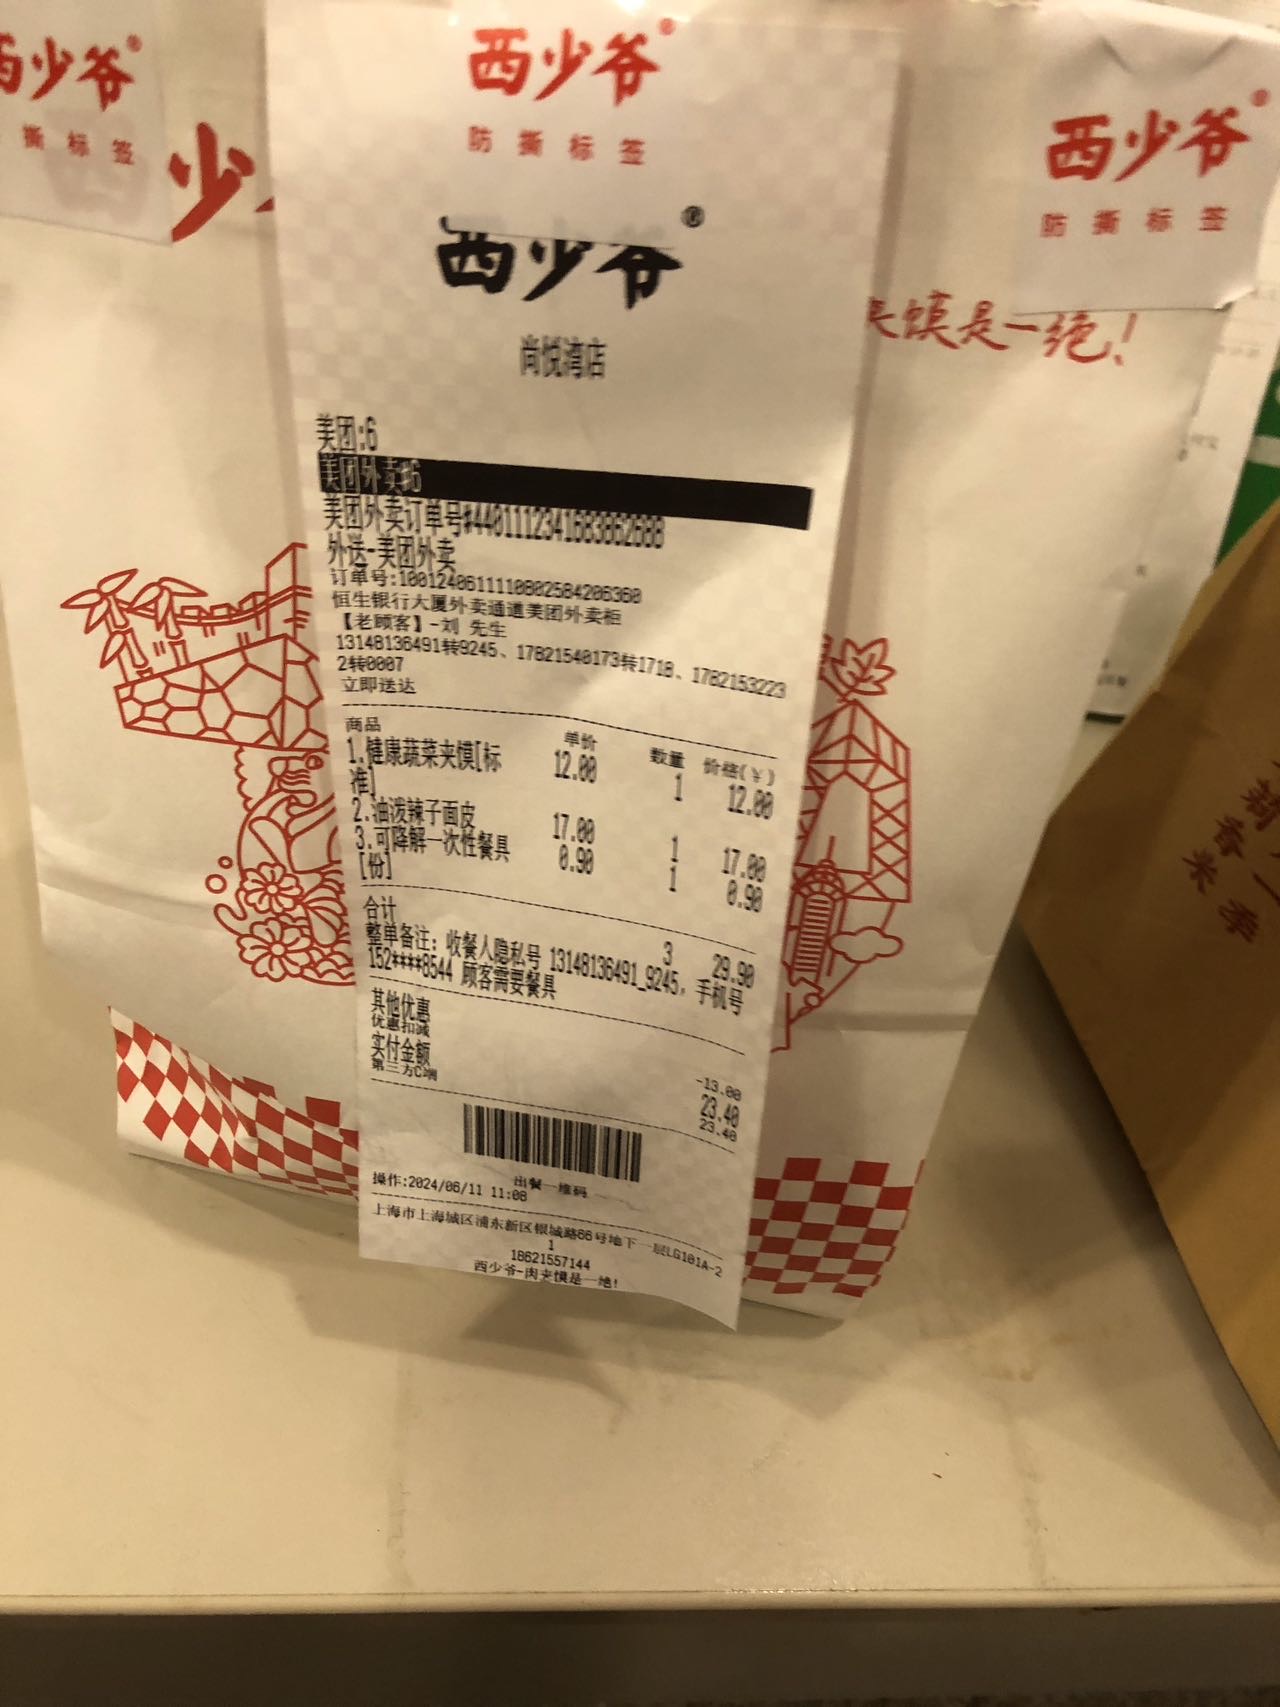 西少爷®
防撕标签
少
西少爷®
防撕标签
西少爷®
防撕标签
夹馍是一绝!
西少爷®
尚悦湾店
美团:6
美团外卖#6
美团外卖订单号#4401112341683862688
外送-美团外卖
订单号:1001240611110802584206360
恒生银行大厦外卖通道美团外卖柜
【老顾客】-刘 先生
13148136491转9245、17821540173转1718、1782153223
2转0007
立即送达
商品 单价 数量 价格(￥)
1.健康蔬菜夹馍[标 12.00 1 12.00
准]
2.油泼辣子面皮 17.00 1 17.00
3.可降解一次性餐具 0.90 1 0.90
[份]
合计 3 29.90
整单备注: 收餐人隐私号 13148136491_9245, 手机号
152****8544 顾客需要餐具
其他优惠
优惠扣减 -13.00
实付金额 23.40
第三方C端 23.40
出餐一维码
操作:2024/06/11 11:08
上海市上海城区浦东新区银城路66号地下一层LG101A-2
1
18621557144
西少爷-肉夹馍是一绝!
香米
季